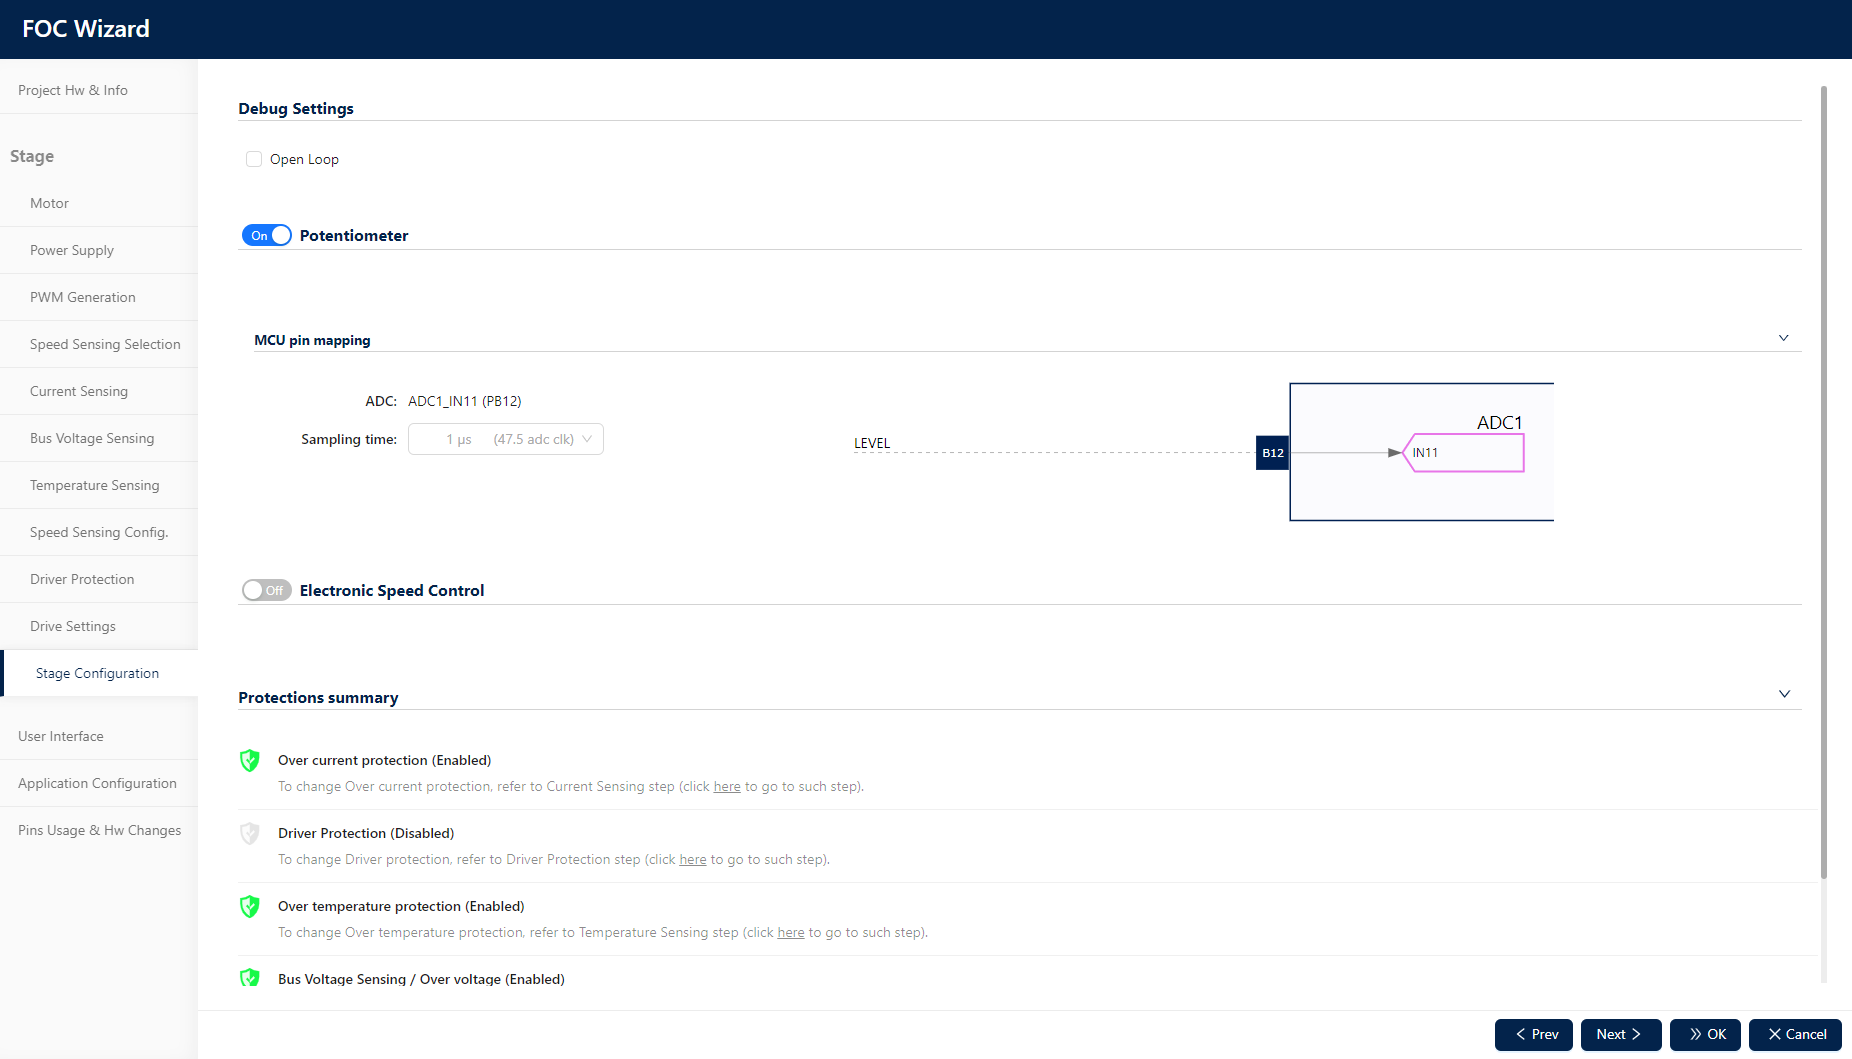 FOC Wizard
Project Hw & Info
Stage
Motor
Power Supply
PWM Generation
Speed Sensing Selection
Current Sensing
Bus Voltage Sensing
Temperature Sensing
Speed Sensing Config.
Driver Protection
Drive Settings
Stage Configuration
User Interface
Application Configuration
Pins Usage & Hw Changes
Debug Settings
Open Loop
On Potentiometer
MCU pin mapping
ADC: ADC1_IN11 (PB12)
Sampling time: 1 µs (47.5 adc clk)
LEVEL
B12
ADC1
IN11
Off Electronic Speed Control
Protections summary
Over current protection (Enabled)
To change Over current protection, refer to Current Sensing step (click here to go to such step).
Driver Protection (Disabled)
To change Driver protection, refer to Driver Protection step (click here to go to such step).
Over temperature protection (Enabled)
To change Over temperature protection, refer to Temperature Sensing step (click here to go to such step).
Bus Voltage Sensing / Over voltage (Enabled)
Prev Next OK Cancel